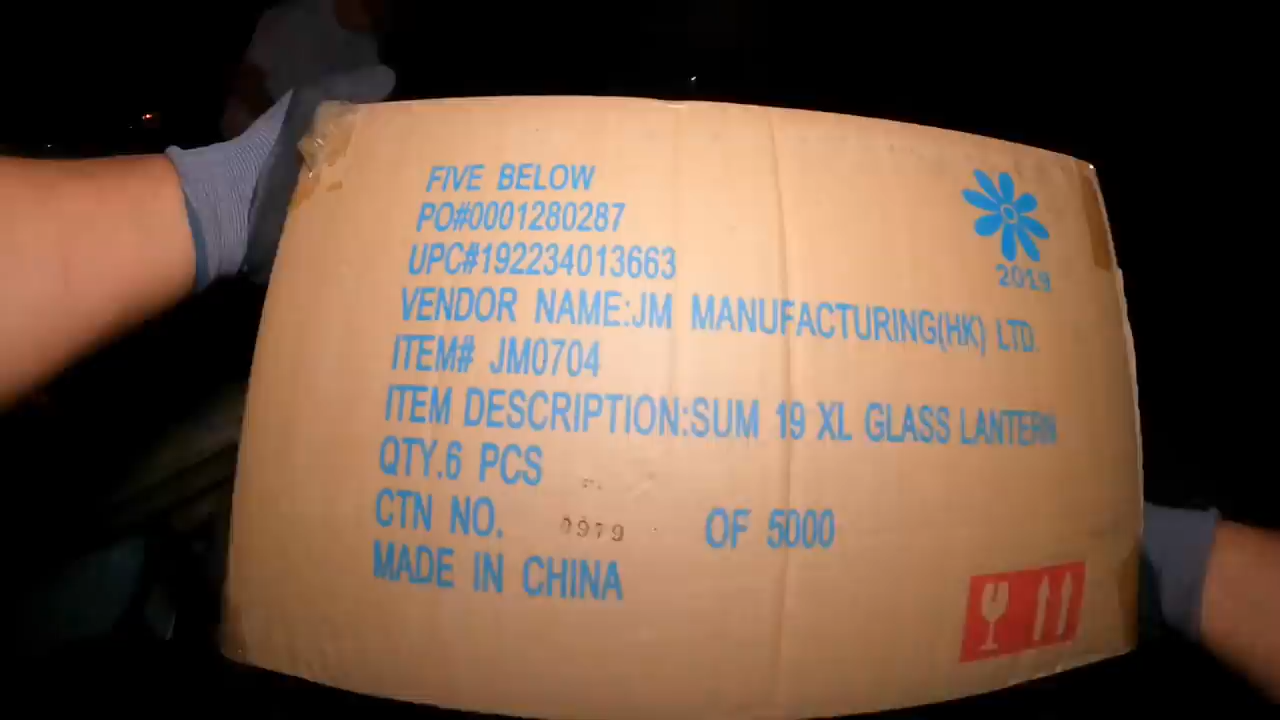 FIVE BELOW
PO#0001280287
UPC#192234013663
VENDOR NAME:JM MANUFACTURING(HK) LTD.
ITEM# JM0704
ITEM DESCRIPTION:SUM 19 XL GLASS LANTERN
QTY.6 PCS
CTN NO. 0979 OF 5000
MADE IN CHINA
2019